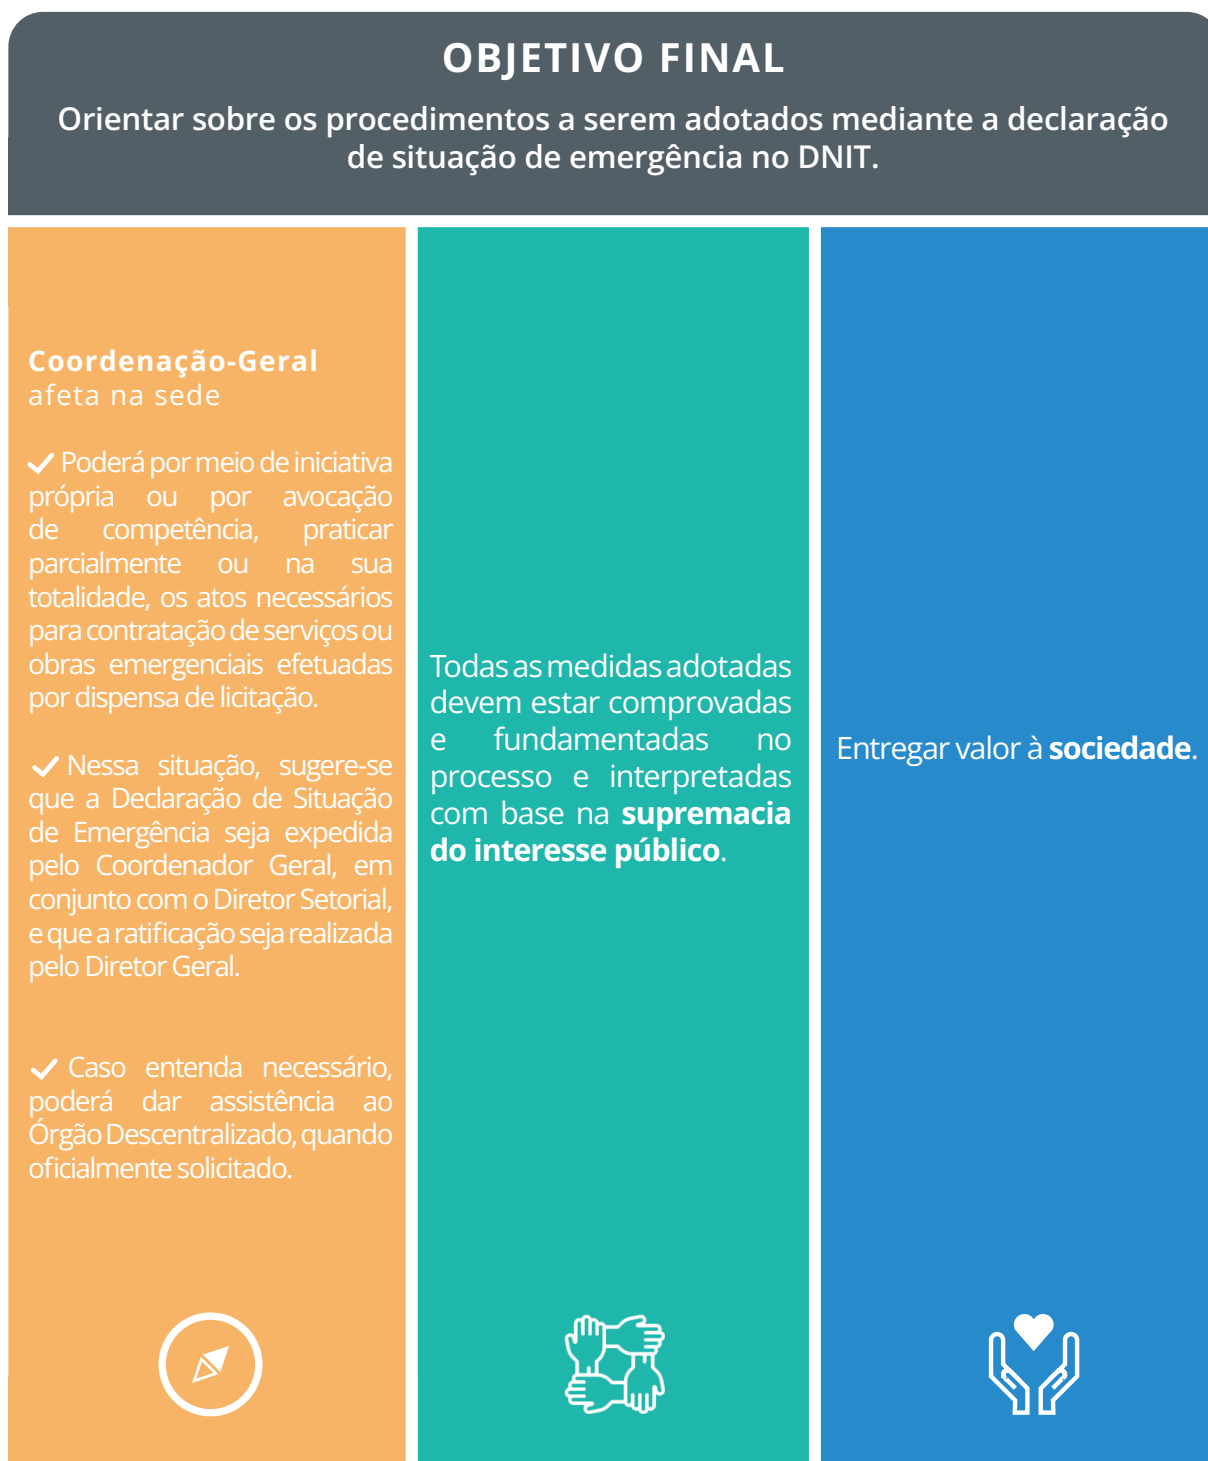 OBJETIVO FINAL
Orientar sobre os procedimentos a serem adotados mediante a declaração
de situação de emergência no DNIT.
Coordenação-Geral
afeta na sede
Poderá por meio de iniciativa
própria ou por avocação
de competência, praticar
parcialmente ou na sua
totalidade, os atos necessários
para contratação de serviços ou
obras emergenciais efetuadas
por dispensa de licitação.
Nessa situação, sugere-se
que a Declaração de Situação
de Emergência seja expedida
pelo Coordenador Geral, em
conjunto com o Diretor Setorial,
e que a ratificação seja realizada
pelo Diretor Geral.
Caso entenda necessário,
poderá dar assistência ao
Órgão Descentralizado, quando
oficialmente solicitado.
Todas as medidas adotadas
devem estar comprovadas
e fundamentadas no
processo e interpretadas
com base na supremacia
do interesse público.
Entregar valor à sociedade.